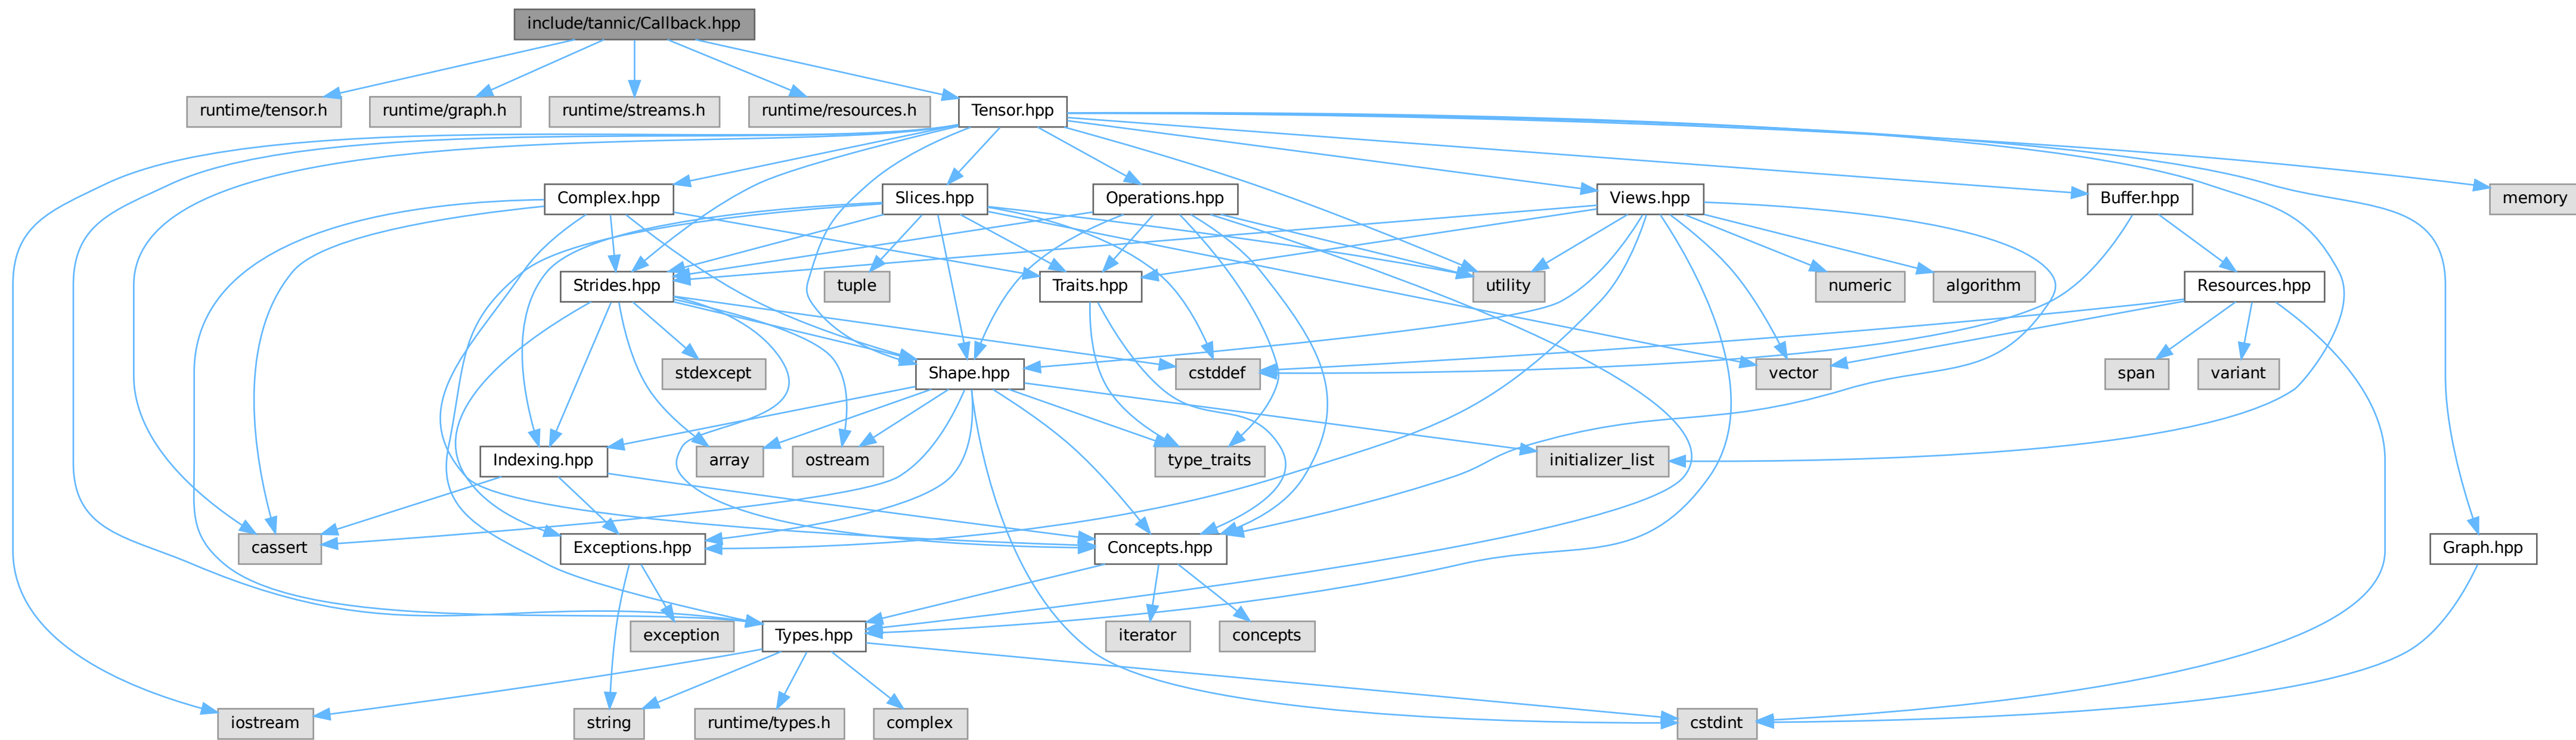 include/tannic/Callback.hpp
runtime/tensor.h
runtime/graph.h
runtime/streams.h
runtime/resources.h
Tensor.hpp
Complex.hpp
Slices.hpp
Operations.hpp
Views.hpp
Buffer.hpp
memory
Strides.hpp
tuple
Traits.hpp
utility
numeric
algorithm
Resources.hpp
stdexcept
Shape.hpp
cstddef
vector
span
variant
Indexing.hpp
array
ostream
type_traits
initializer_list
cassert
Exceptions.hpp
Concepts.hpp
Graph.hpp
exception
Types.hpp
iterator
concepts
iostream
string
runtime/types.h
complex
cstdint